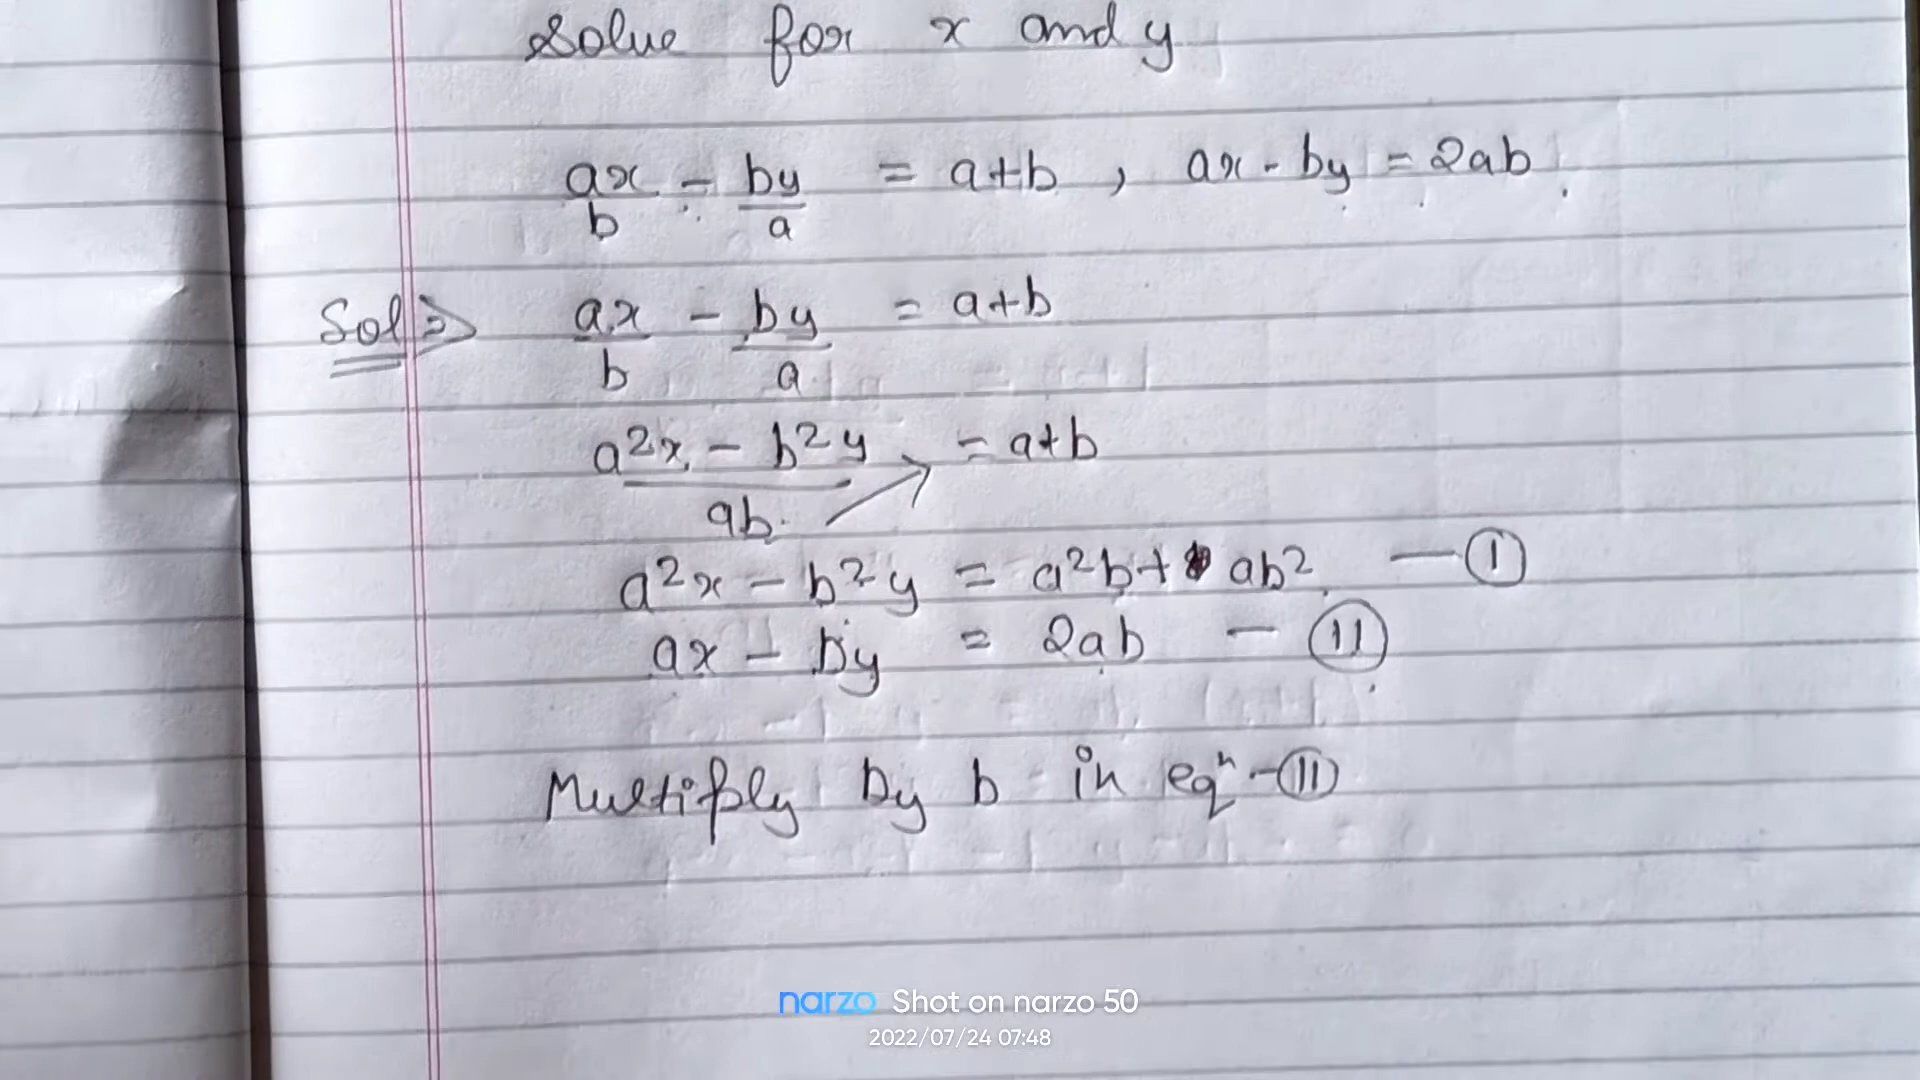 Solve for x and y
ax/b - by/a = a+b , ax - by = 2ab
Sol⇒ ax/b - by/a = a+b
a²x - b²y/ab = a+b
a²x - b²y = a²b + ab² — Ⓘ
ax - by = 2ab — Ⓘⓘ
Multiply by b in eqⁿ - Ⓘⓘ
narzo Shot on narzo 50
2022/07/24 07:48